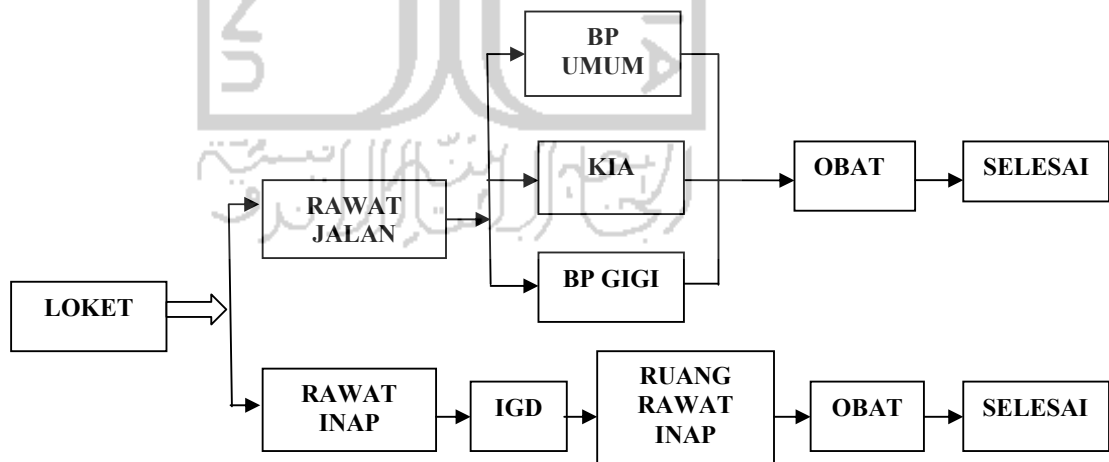 BP
UMUM
KIA
OBAT
SELESAI
RAWAT
JALAN
BP GIGI
LOKET
RAWAT
INAP
IGD
RUANG
RAWAT
INAP
OBAT
SELESAI